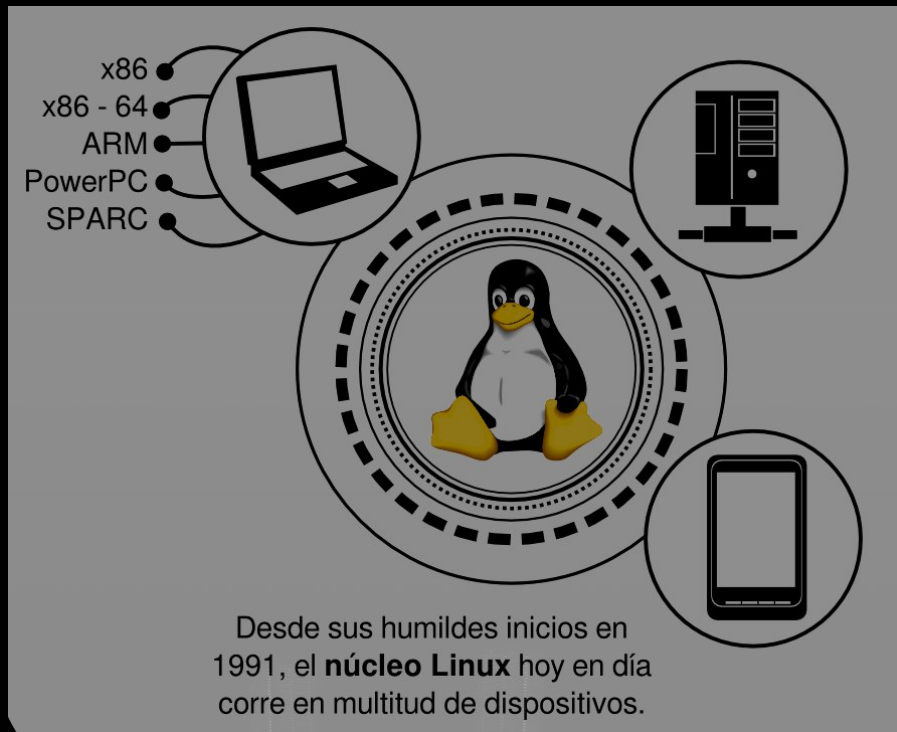 x86
x86 - 64
ARM
PowerPC
SPARC
Desde sus humildes inicios en
1991, el núcleo Linux hoy en día
corre en multitud de dispositivos.